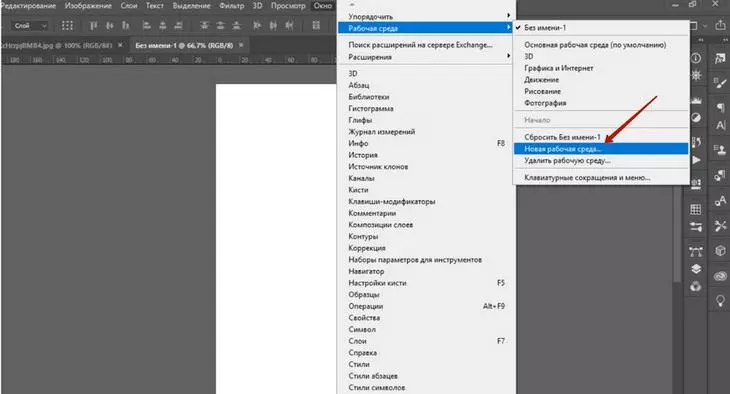 Редактирование Изображение Слои Текст Выделение Фильтр 3D Просмотр Окно
Слой
@ 100% (RGB/8#) ×
Без имени-1 @ 66,7% (RGB/8) ×
Упорядочить
Рабочая среда
Поиск расширений на сервере Exchange...
Расширения
3D
Абзац
Библиотеки
Гистограмма
Глифы
Журнал измерений
Инфо F8
История
Источник клонов
Каналы
Кисти
Клавиши-модификаторы
Комментарии
Композиции слоев
Контуры
Коррекция
Наборы параметров для инструментов
Навигатор
Настройки кисти F5
Образцы
Операции Alt+F9
Свойства
Символ
Слои F7
Справка
Стили
Стили абзацев
Стили символов
✓ Без имени-1
Основная рабочая среда (по умолчанию)
3D
Графика и Интернет
Движение
Рисование
Фотография
Начало
Сбросить Без имени-1
Новая рабочая среда...
Удалить рабочую среду...
Клавиатурные сокращения и меню...